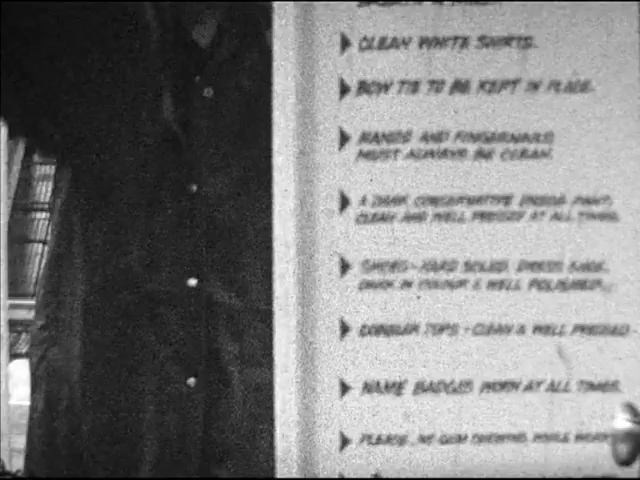 CLEAN WHITE SHIRTS.
BOW TIE TO BE KEPT IN PLACE.
HANDS AND FINGERNAILS
MUST ALWAYS BE CLEAN.
A DARK CONSERVATIVE DRESS PANT,
CLEAN AND WELL PRESSED AT ALL TIMES.
SHOES - HARD SOLED, DRESS SHOE,
DARK IN COLOUR & WELL POLISHED.
COBBLER TOPS - CLEAN & WELL PRESSED
NAME BADGES WORN AT ALL TIMES.
PLEASE, NO GUM CHEWING WHILE